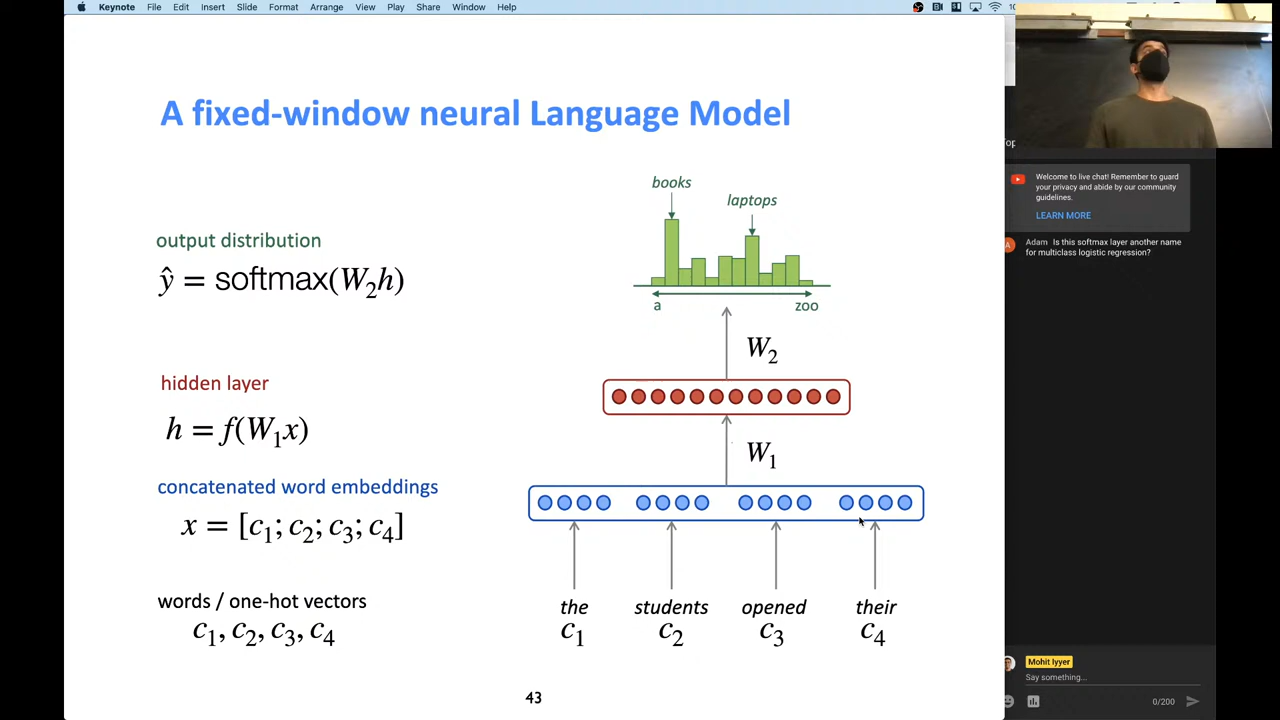 Keynote File Edit Insert Slide Format Arrange View Play Share Window Help
A fixed-window neural Language Model
books
laptops
output distribution
ŷ = softmax(W₂h)
a zoo
W₂
hidden layer
h = f(W₁x)
W₁
concatenated word embeddings
x = [c₁; c₂; c₃; c₄]
words / one-hot vectors
c₁, c₂, c₃, c₄
the students opened their
c₁ c₂ c₃ c₄
43
Welcome to live chat! Remember to guard
your privacy and abide by our community
guidelines.
LEARN MORE
A
Adam Is this softmax layer another name
for multiclass logistic regression?
Mohit Iyyer
Say something...
0/200